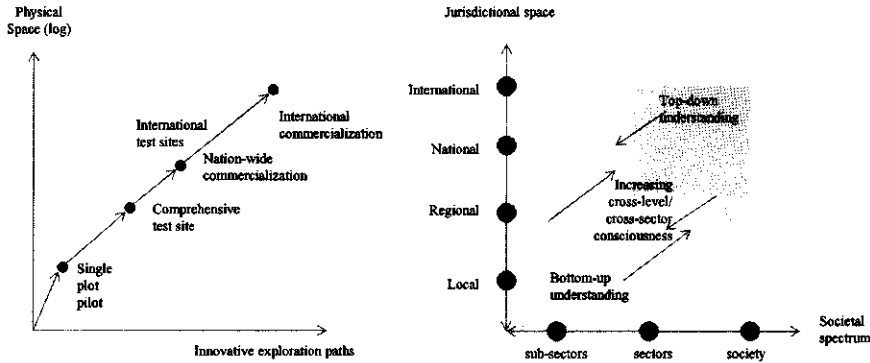 Physical
Space (log)
International
test sites
International
commercialization
Nation-wide
commercialization
Comprehensive
test site
Single
plot
pilot
Innovative exploration paths
Jurisdictional space
International
National
Regional
Local
Top-down
understanding
Increasing
cross-level/
cross-sector
consciousness
Bottom-up
understanding
Societal
spectrum
sub-sectors
sectors
society